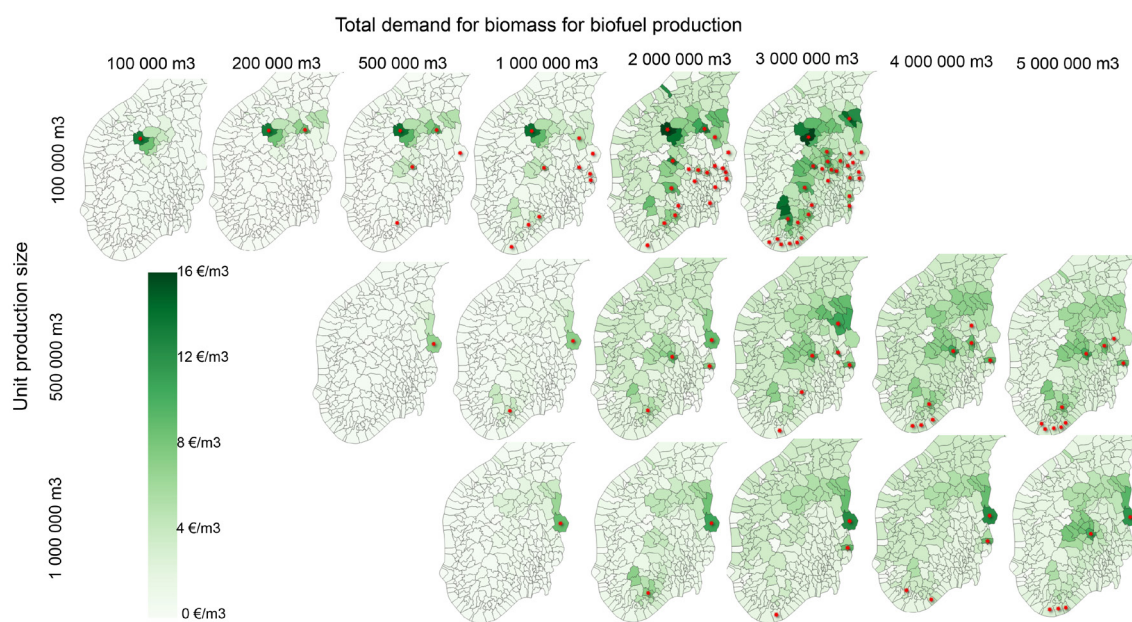 Total demand for biomass for biofuel production
100 000 m3
200 000 m3
500 000 m3
1 000 000 m3
2 000 000 m3
3 000 000 m3
4 000 000 m3
5 000 000 m3
Unit production size
100 000 m3
500 000 m3
1 000 000 m3
16 €/m3
12 €/m3
8 €/m3
4 €/m3
0 €/m3